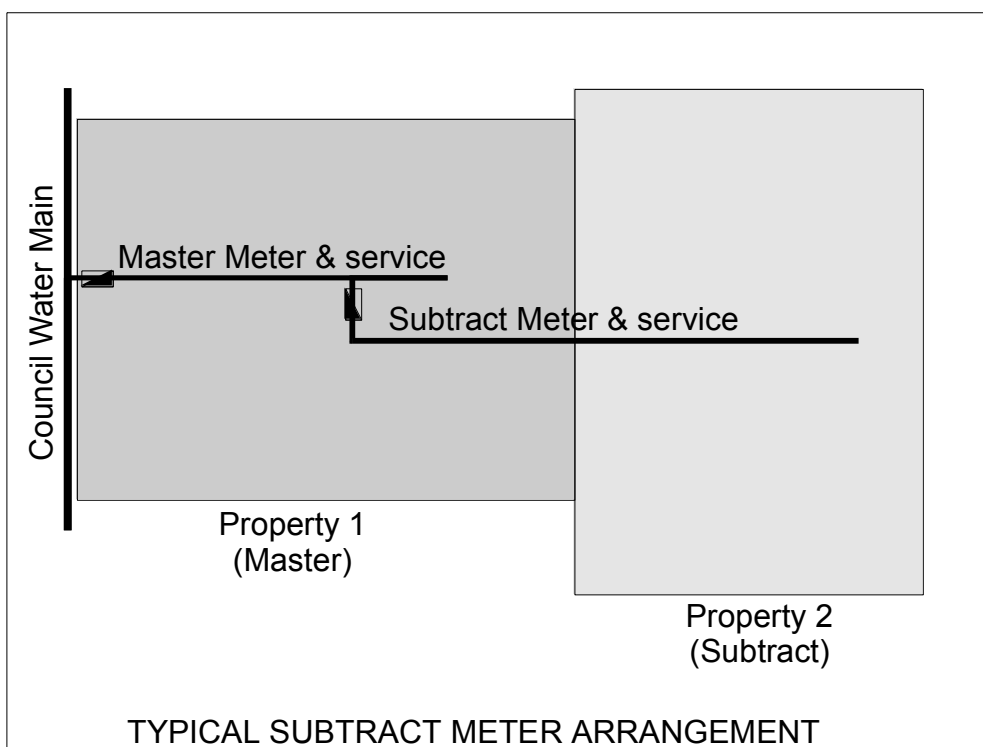 Council Water Main
Master Meter & service
Subtract Meter & service
Property 1
(Master)
Property 2
(Subtract)
TYPICAL SUBTRACT METER ARRANGEMENT